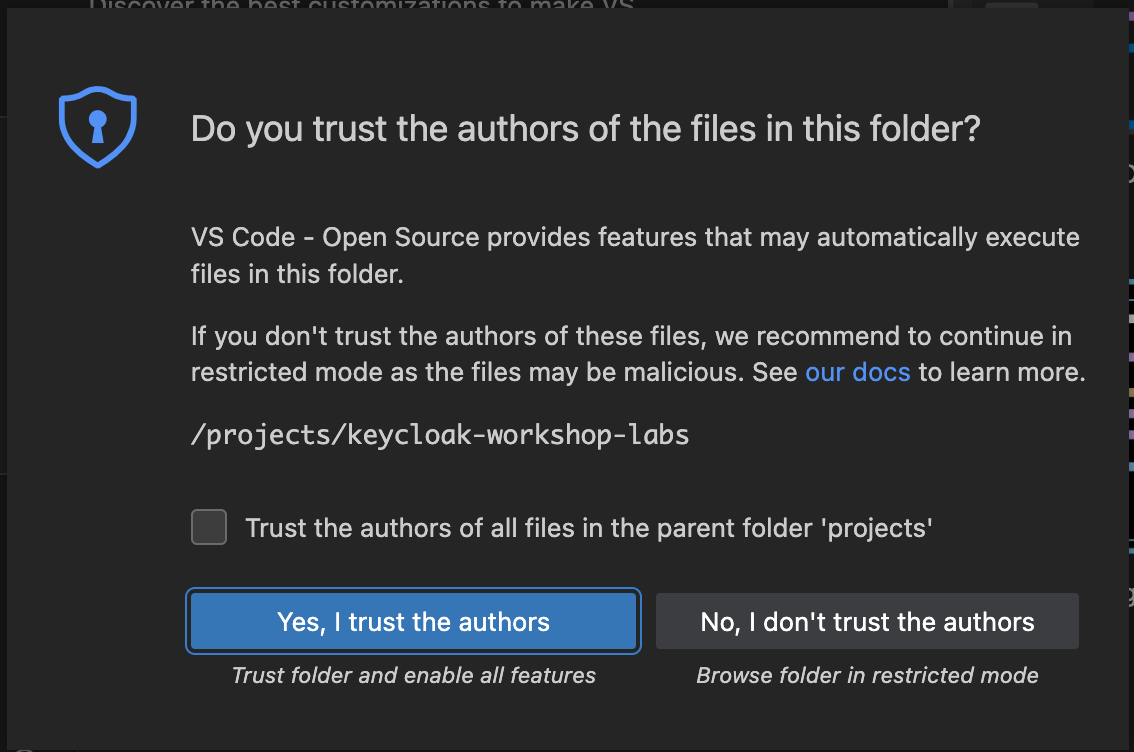 Discover the best customizations to make VS
Do you trust the authors of the files in this folder?
VS Code - Open Source provides features that may automatically execute
files in this folder.
If you don't trust the authors of these files, we recommend to continue in
restricted mode as the files may be malicious. See our docs to learn more.
/projects/keycloak-workshop-labs
Trust the authors of all files in the parent folder 'projects'
Yes, I trust the authors
No, I don't trust the authors
Trust folder and enable all features
Browse folder in restricted mode